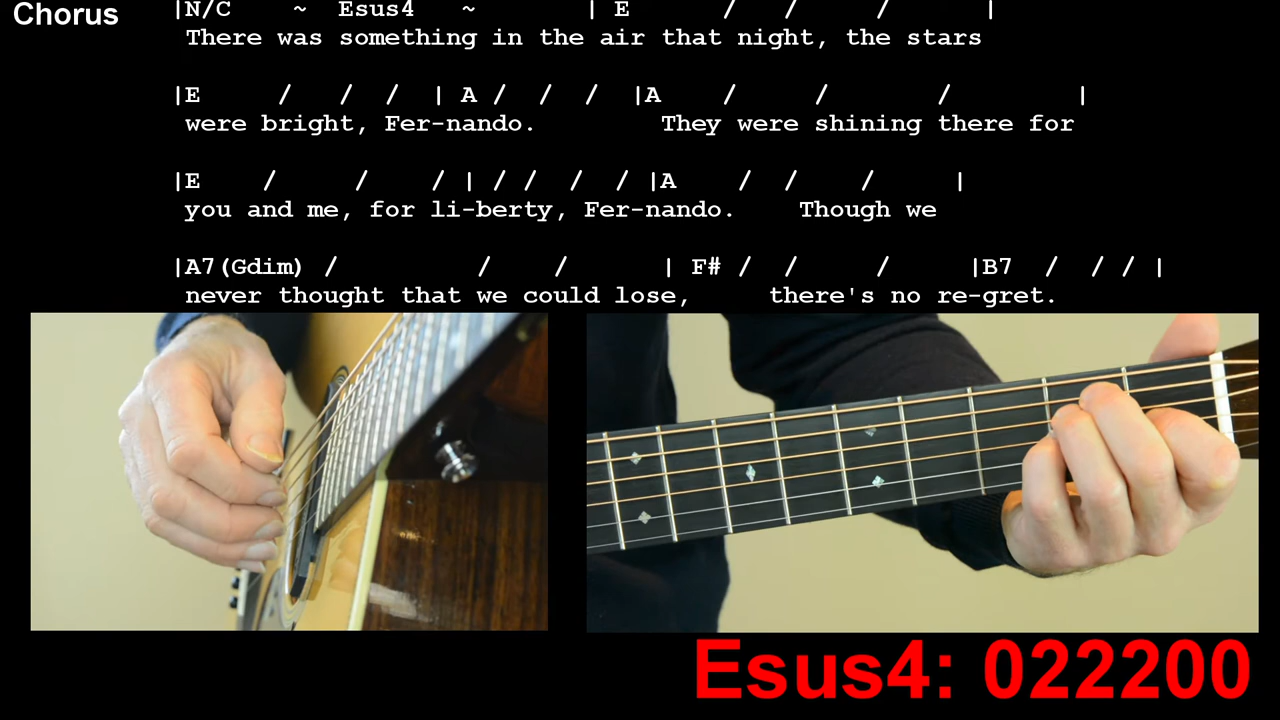 Chorus
|N/C ~ Esus4 ~ | E / / / |
There was something in the air that night, the stars
|E / / / | A / / / |A / / / |
were bright, Fer-nando. They were shining there for
|E / / / | / / / / |A / / / |
you and me, for li-berty, Fer-nando. Though we
|A7(Gdim) / / / | F# / / / |B7 / / / |
never thought that we could lose, there's no re-gret.
Esus4: 022200